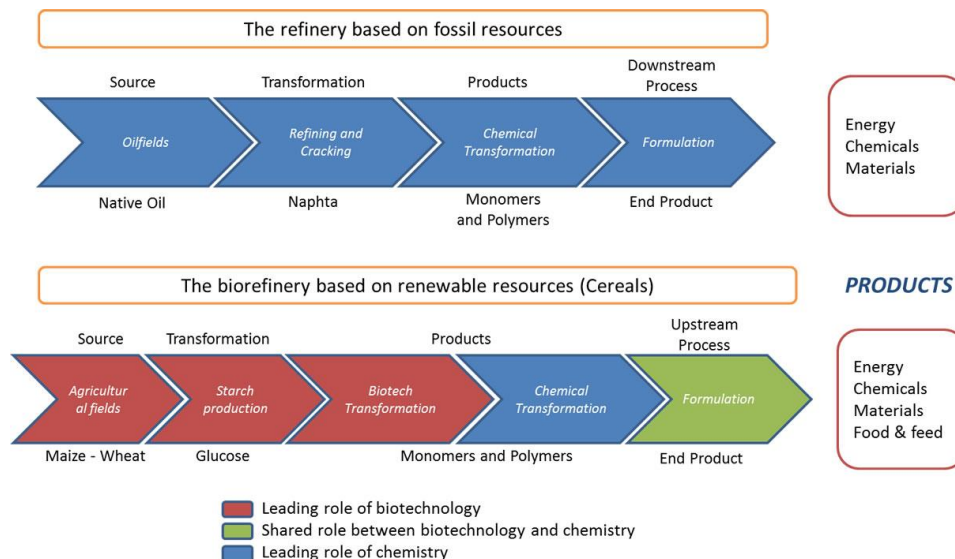 The refinery based on fossil resources
Source
Transformation
Products
Downstream
Process
Oilfields
Refining and
Cracking
Chemical
Transformation
Formulation
Native Oil
Naphta
Monomers
and Polymers
End Product
Energy
Chemicals
Materials
The biorefinery based on renewable resources (Cereals)
PRODUCTS
Source
Transformation
Products
Upstream
Process
Agricultur
al fields
Starch
production
Biotech
Transformation
Chemical
Transformation
Formulation
Maize - Wheat
Glucose
Monomers and Polymers
End Product
Energy
Chemicals
Materials
Food & feed
Leading role of biotechnology
Shared role between biotechnology and chemistry
Leading role of chemistry